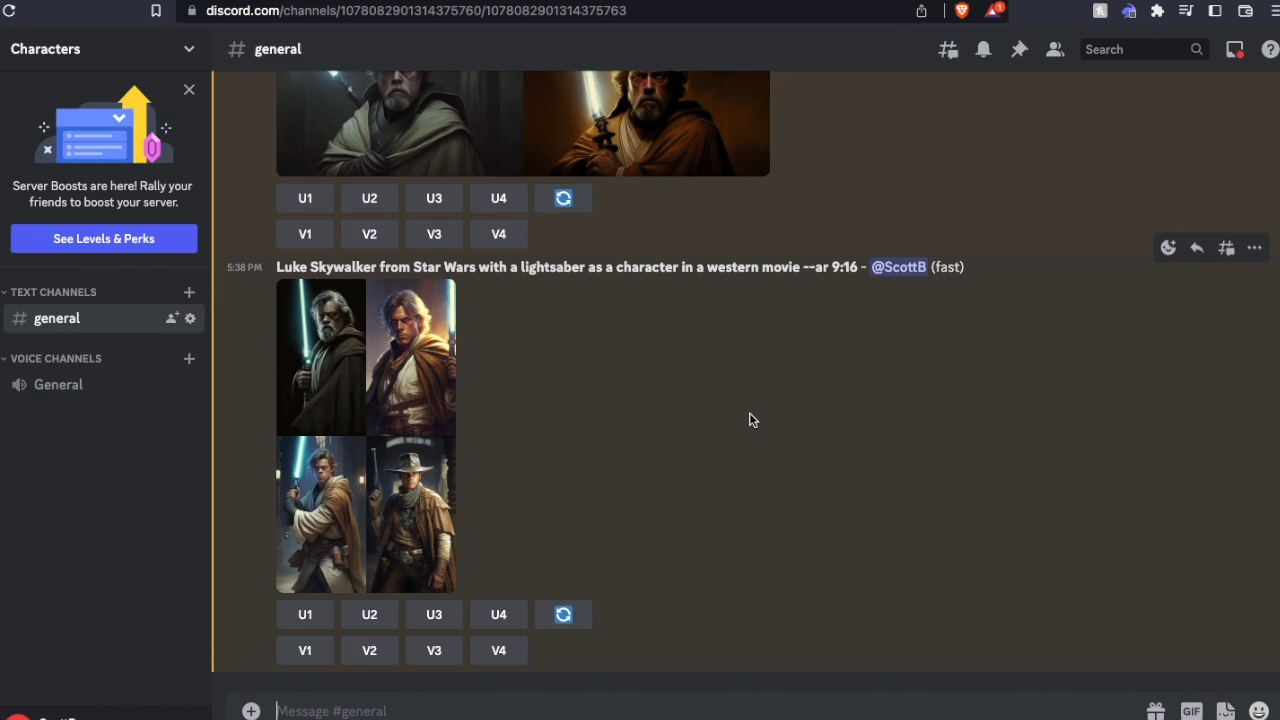 discord.com/channels/1078082901314375760/1078082901314375763
1
Characters
general
Search
Server Boosts are here! Rally your
friends to boost your server.
See Levels & Perks
TEXT CHANNELS
general
VOICE CHANNELS
General
U1 U2 U3 U4
V1 V2 V3 V4
5:38 PM Luke Skywalker from Star Wars with a lightsaber as a character in a western movie --ar 9:16 - @ScottB (fast)
U1 U2 U3 U4
V1 V2 V3 V4
Message #general
GIF